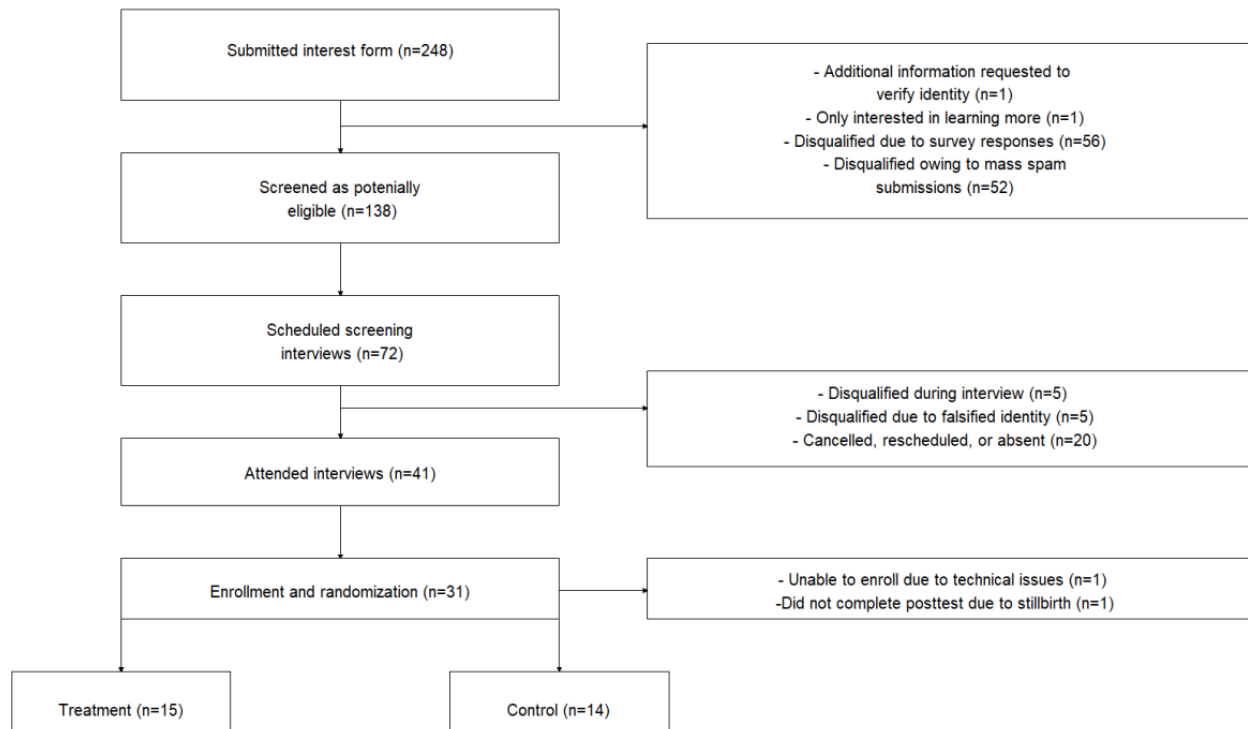 Submitted interest form (n=248)
- Additional information requested to
verify identity (n=1)
- Only interested in learning more (n=1)
- Disqualified due to survey responses (n=56)
- Disqualified owing to mass spam
submissions (n=52)
Screened as potenially
eligible (n=138)
Scheduled screening
interviews (n=72)
- Disqualified during interview (n=5)
- Disqualified due to falsified identity (n=5)
- Cancelled, rescheduled, or absent (n=20)
Attended interviews (n=41)
Enrollment and randomization (n=31)
- Unable to enroll due to technical issues (n=1)
-Did not complete posttest due to stillbirth (n=1)
Treatment (n=15)
Control (n=14)